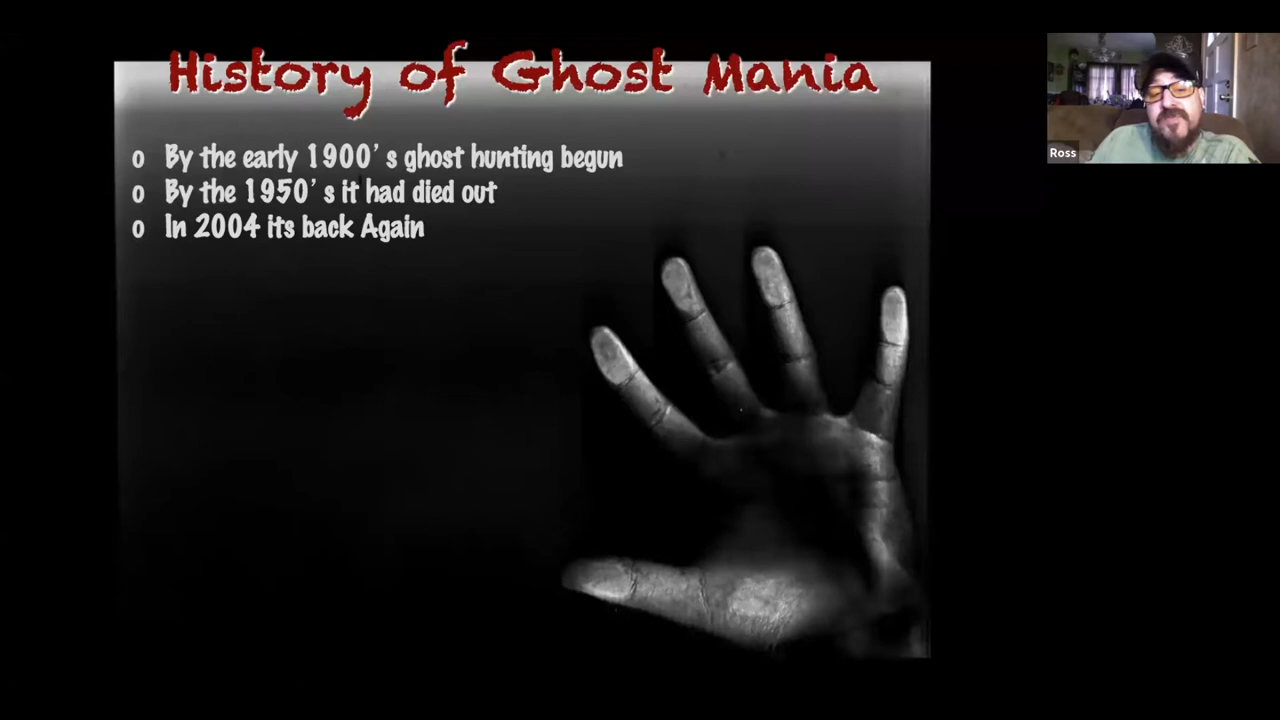 History of Ghost Mania
o By the early 1900's ghost hunting begun
o By the 1950's it had died out
o In 2004 its back Again
Ross